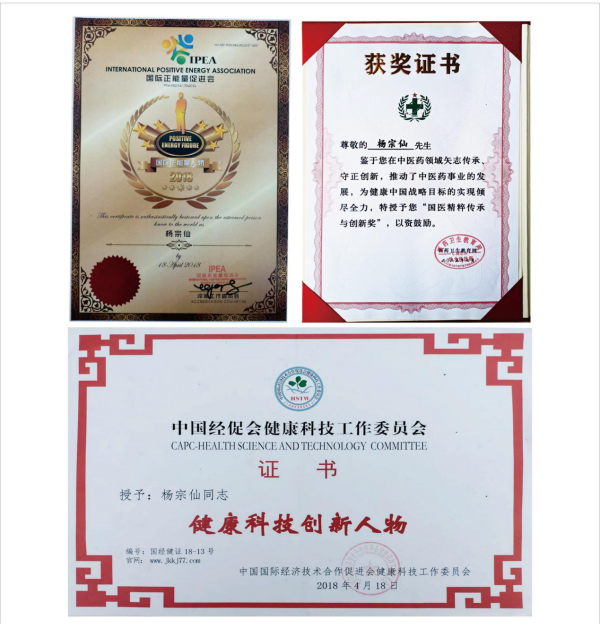 IPEA
INTERNATIONAL POSITIVE ENERGY ASSOCIATION
国际正能量促进会
POSITIVE
ENERGY FIGURE
国际正能量人物
2018
This certificate is enthusiastically bestowed upon the esteemed person
know to the world as
杨宗仙
by
18 April 2018
IPEA
获奖证书
尊敬的 杨宗仙 先生
鉴于您在中医药领域矢志传承、
守正创新，推动了中医药事业的发
展，为健康中国战略目标的实现倾
尽全力，特授予您“国医精粹传承
与创新奖”，以资鼓励。
HSTW
中国经促会健康科技工作委员会
CAPC-HEALTH SCIENCE AND TECHNOLOGY COMMITTEE
证 书
授予：杨宗仙同志
健康科技创新人物
编号：国经健证18-13号
官网： www.jkkj77.com
中国国际经济技术合作促进会健康科技工作委员会
2018 年 4 月 18 日